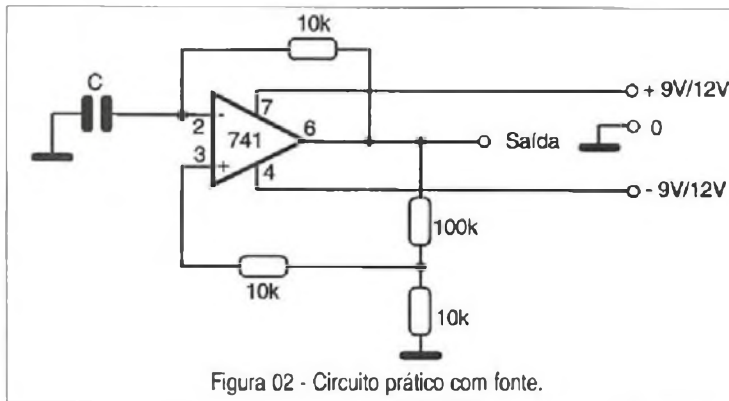 10k
C
+ 9V/12V
7
2
-
6
741
Saída
0
3
+
4
- 9V/12V
100k
10k
10k
Figura 02 - Circuito prático com fonte.